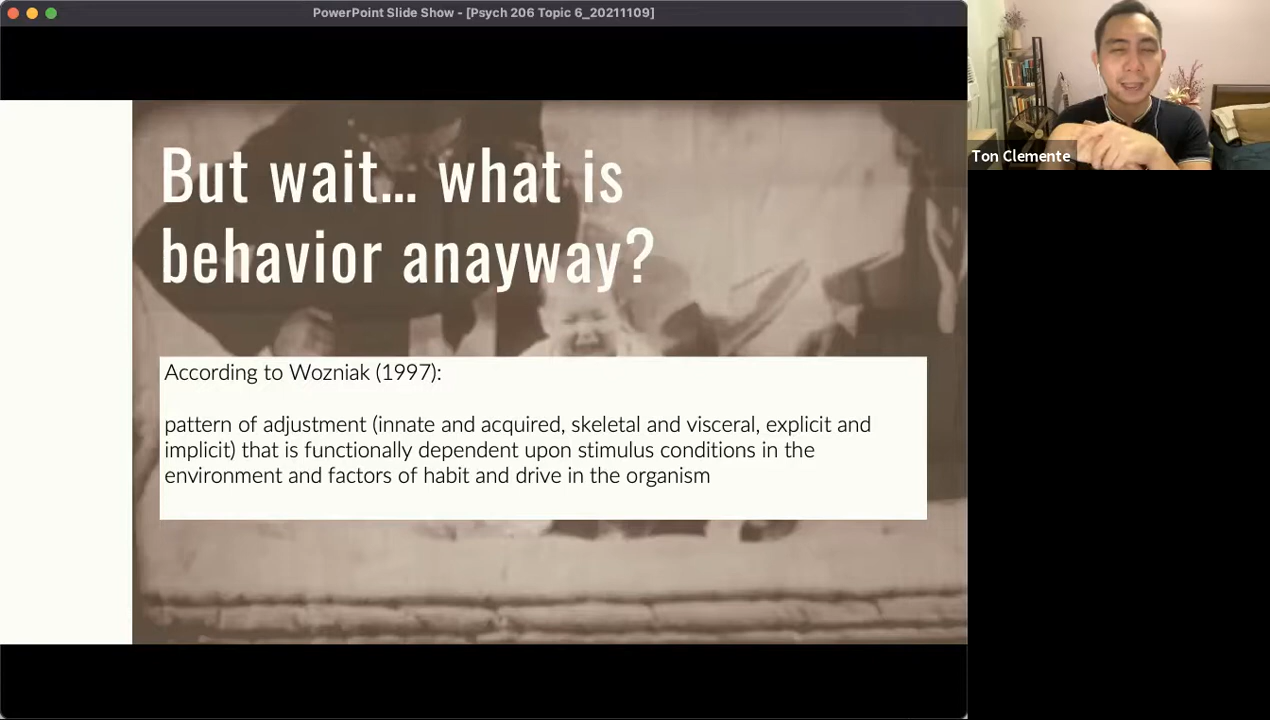 PowerPoint Slide Show - [Psych 206 Topic 6_20211109]
But wait... what is
behavior anayway?
According to Wozniak (1997):
pattern of adjustment (innate and acquired, skeletal and visceral, explicit and
implicit) that is functionally dependent upon stimulus conditions in the
environment and factors of habit and drive in the organism
Ton Clemente